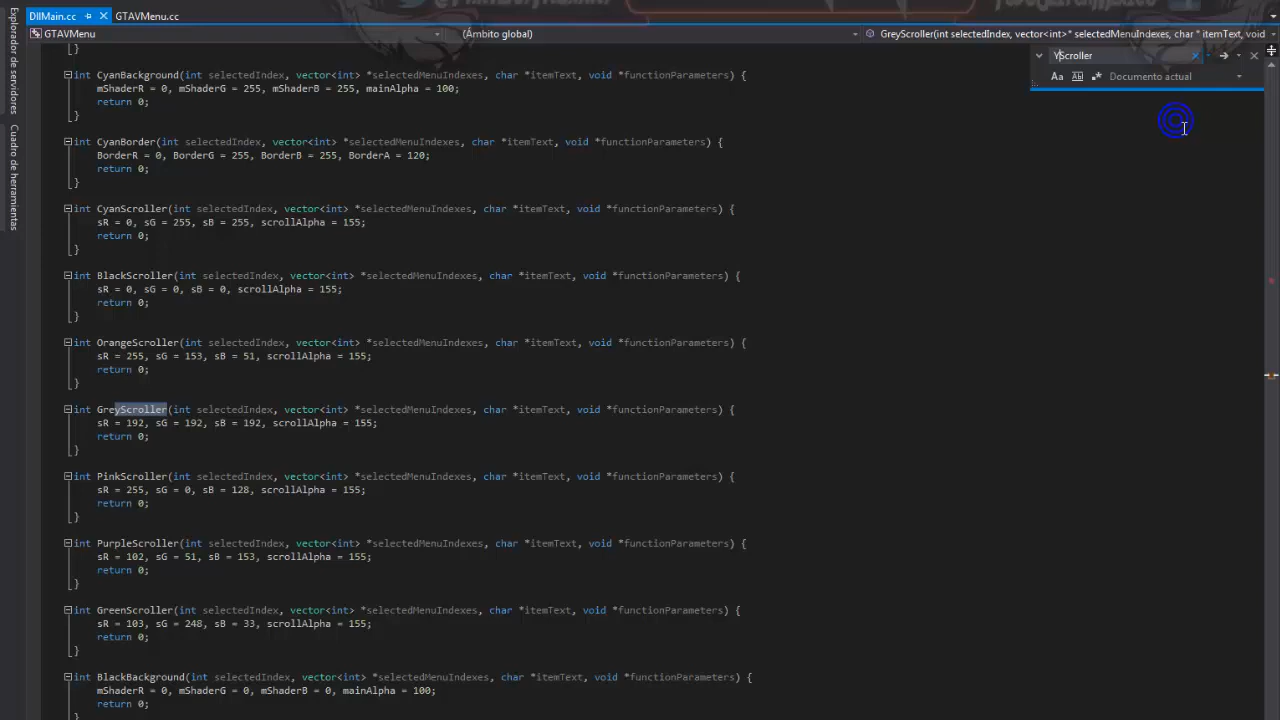 DllMain.cc
GTAVMenu.cc
GTAVMenu
(Ámbito global)
GreyScroller(int selectedIndex, vector<int>* selectedMenuIndexes, char * itemText, void
YScroller
Documento actual
Explorador de servidores
Cuadro de herramientas
}
int CyanBackground(int selectedIndex, vector<int> *selectedMenuIndexes, char *itemText, void *functionParameters) {
mShaderR = 0, mShaderG = 255, mShaderB = 255, mainAlpha = 100;
return 0;
}
int CyanBorder(int selectedIndex, vector<int> *selectedMenuIndexes, char *itemText, void *functionParameters) {
BorderR = 0, BorderG = 255, BorderB = 255, BorderA = 120;
return 0;
}
int CyanScroller(int selectedIndex, vector<int> *selectedMenuIndexes, char *itemText, void *functionParameters) {
sR = 0, sG = 255, sB = 255, scrollAlpha = 155;
return 0;
}
int BlackScroller(int selectedIndex, vector<int> *selectedMenuIndexes, char *itemText, void *functionParameters) {
sR = 0, sG = 0, sB = 0, scrollAlpha = 155;
return 0;
}
int OrangeScroller(int selectedIndex, vector<int> *selectedMenuIndexes, char *itemText, void *functionParameters) {
sR = 255, sG = 153, sB = 51, scrollAlpha = 155;
return 0;
}
int GreyScroller(int selectedIndex, vector<int> *selectedMenuIndexes, char *itemText, void *functionParameters) {
sR = 192, sG = 192, sB = 192, scrollAlpha = 155;
return 0;
}
int PinkScroller(int selectedIndex, vector<int> *selectedMenuIndexes, char *itemText, void *functionParameters) {
sR = 255, sG = 0, sB = 128, scrollAlpha = 155;
return 0;
}
int PurpleScroller(int selectedIndex, vector<int> *selectedMenuIndexes, char *itemText, void *functionParameters) {
sR = 102, sG = 51, sB = 153, scrollAlpha = 155;
return 0;
}
int GreenScroller(int selectedIndex, vector<int> *selectedMenuIndexes, char *itemText, void *functionParameters) {
sR = 103, sG = 248, sB = 33, scrollAlpha = 155;
return 0;
}
int BlackBackground(int selectedIndex, vector<int> *selectedMenuIndexes, char *itemText, void *functionParameters) {
mShaderR = 0, mShaderG = 0, mShaderB = 0, mainAlpha = 100;
return 0;
}